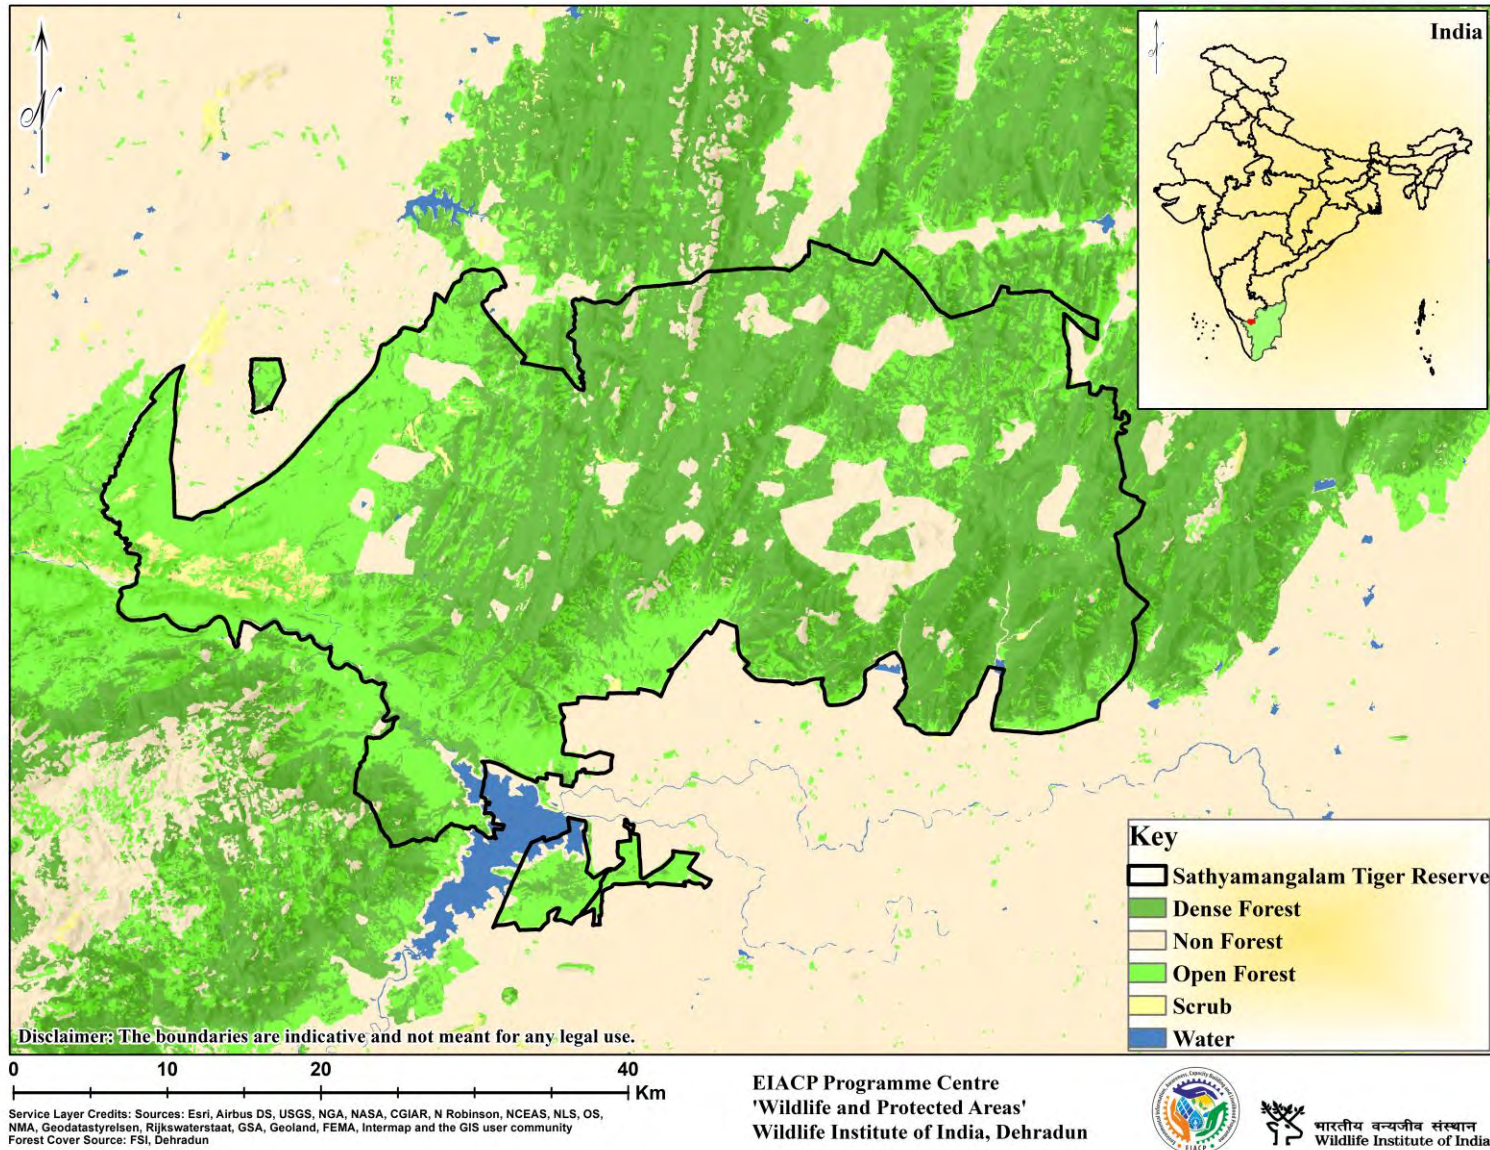 India
Key
Sathyamangalam Tiger Reserve
Dense Forest
Non Forest
Open Forest
Scrub
Water
Disclaimer: The boundaries are indicative and not meant for any legal use.
0 10 20 40
Km
Service Layer Credits: Sources: Esri, Airbus DS, USGS, NGA, NASA, CGIAR, N Robinson, NCEAS, NLS, OS,
NMA, Geodatastyrelsen, Rijkswaterstaat, GSA, Geoland, FEMA, Intermap and the GIS user community
Forest Cover Source: FSI, Dehradun
EIACP Programme Centre
'Wildlife and Protected Areas'
Wildlife Institute of India, Dehradun
EIACP
भारतीय वन्यजीव संस्थान
Wildlife Institute of India